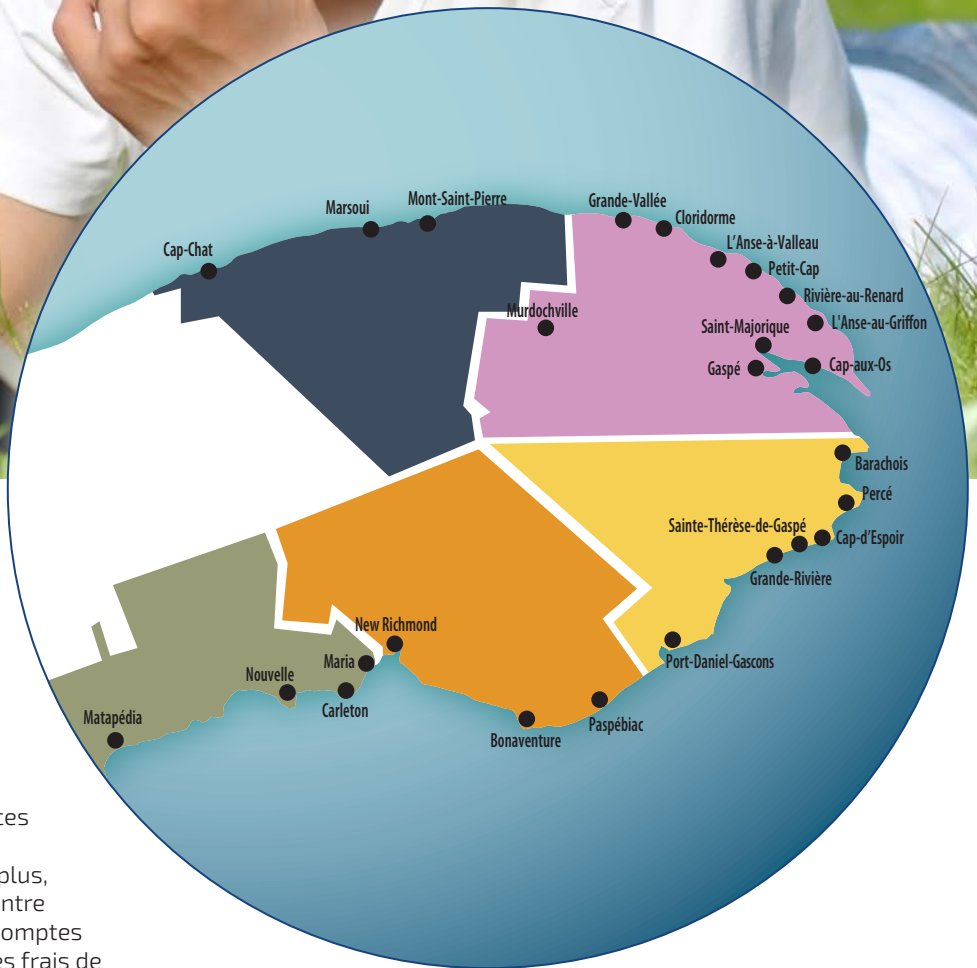 Mont-Saint-Pierre
Marsoui
Cap-Chat
Grande-Vallée
Cloridorme
L'Anse-à-Valleau
Petit-Cap
Rivière-au-Renard
L'Anse-au-Griffon
Murdochville
Saint-Majorique
Gaspé
Cap-aux-Os
Barachois
Percé
Sainte-Thérèse-de-Gaspé
Cap-d'Espoir
Grande-Rivière
Port-Daniel-Gascons
New Richmond
Maria
Nouvelle
Carleton
Matapédia
Bonaventure
Paspébiac
plus,
omptes
es frais de